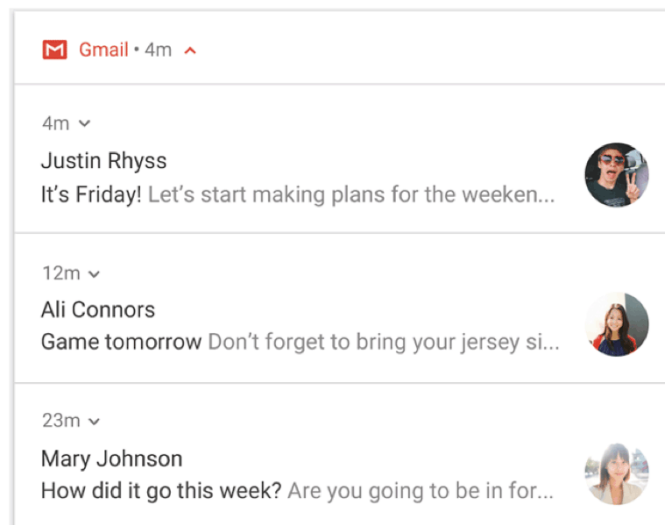 Gmail • 4m
4m
Justin Rhyss
It’s Friday! Let’s start making plans for the weeken...
12m
Ali Connors
Game tomorrow Don’t forget to bring your jersey si...
23m
Mary Johnson
How did it go this week? Are you going to be in for...